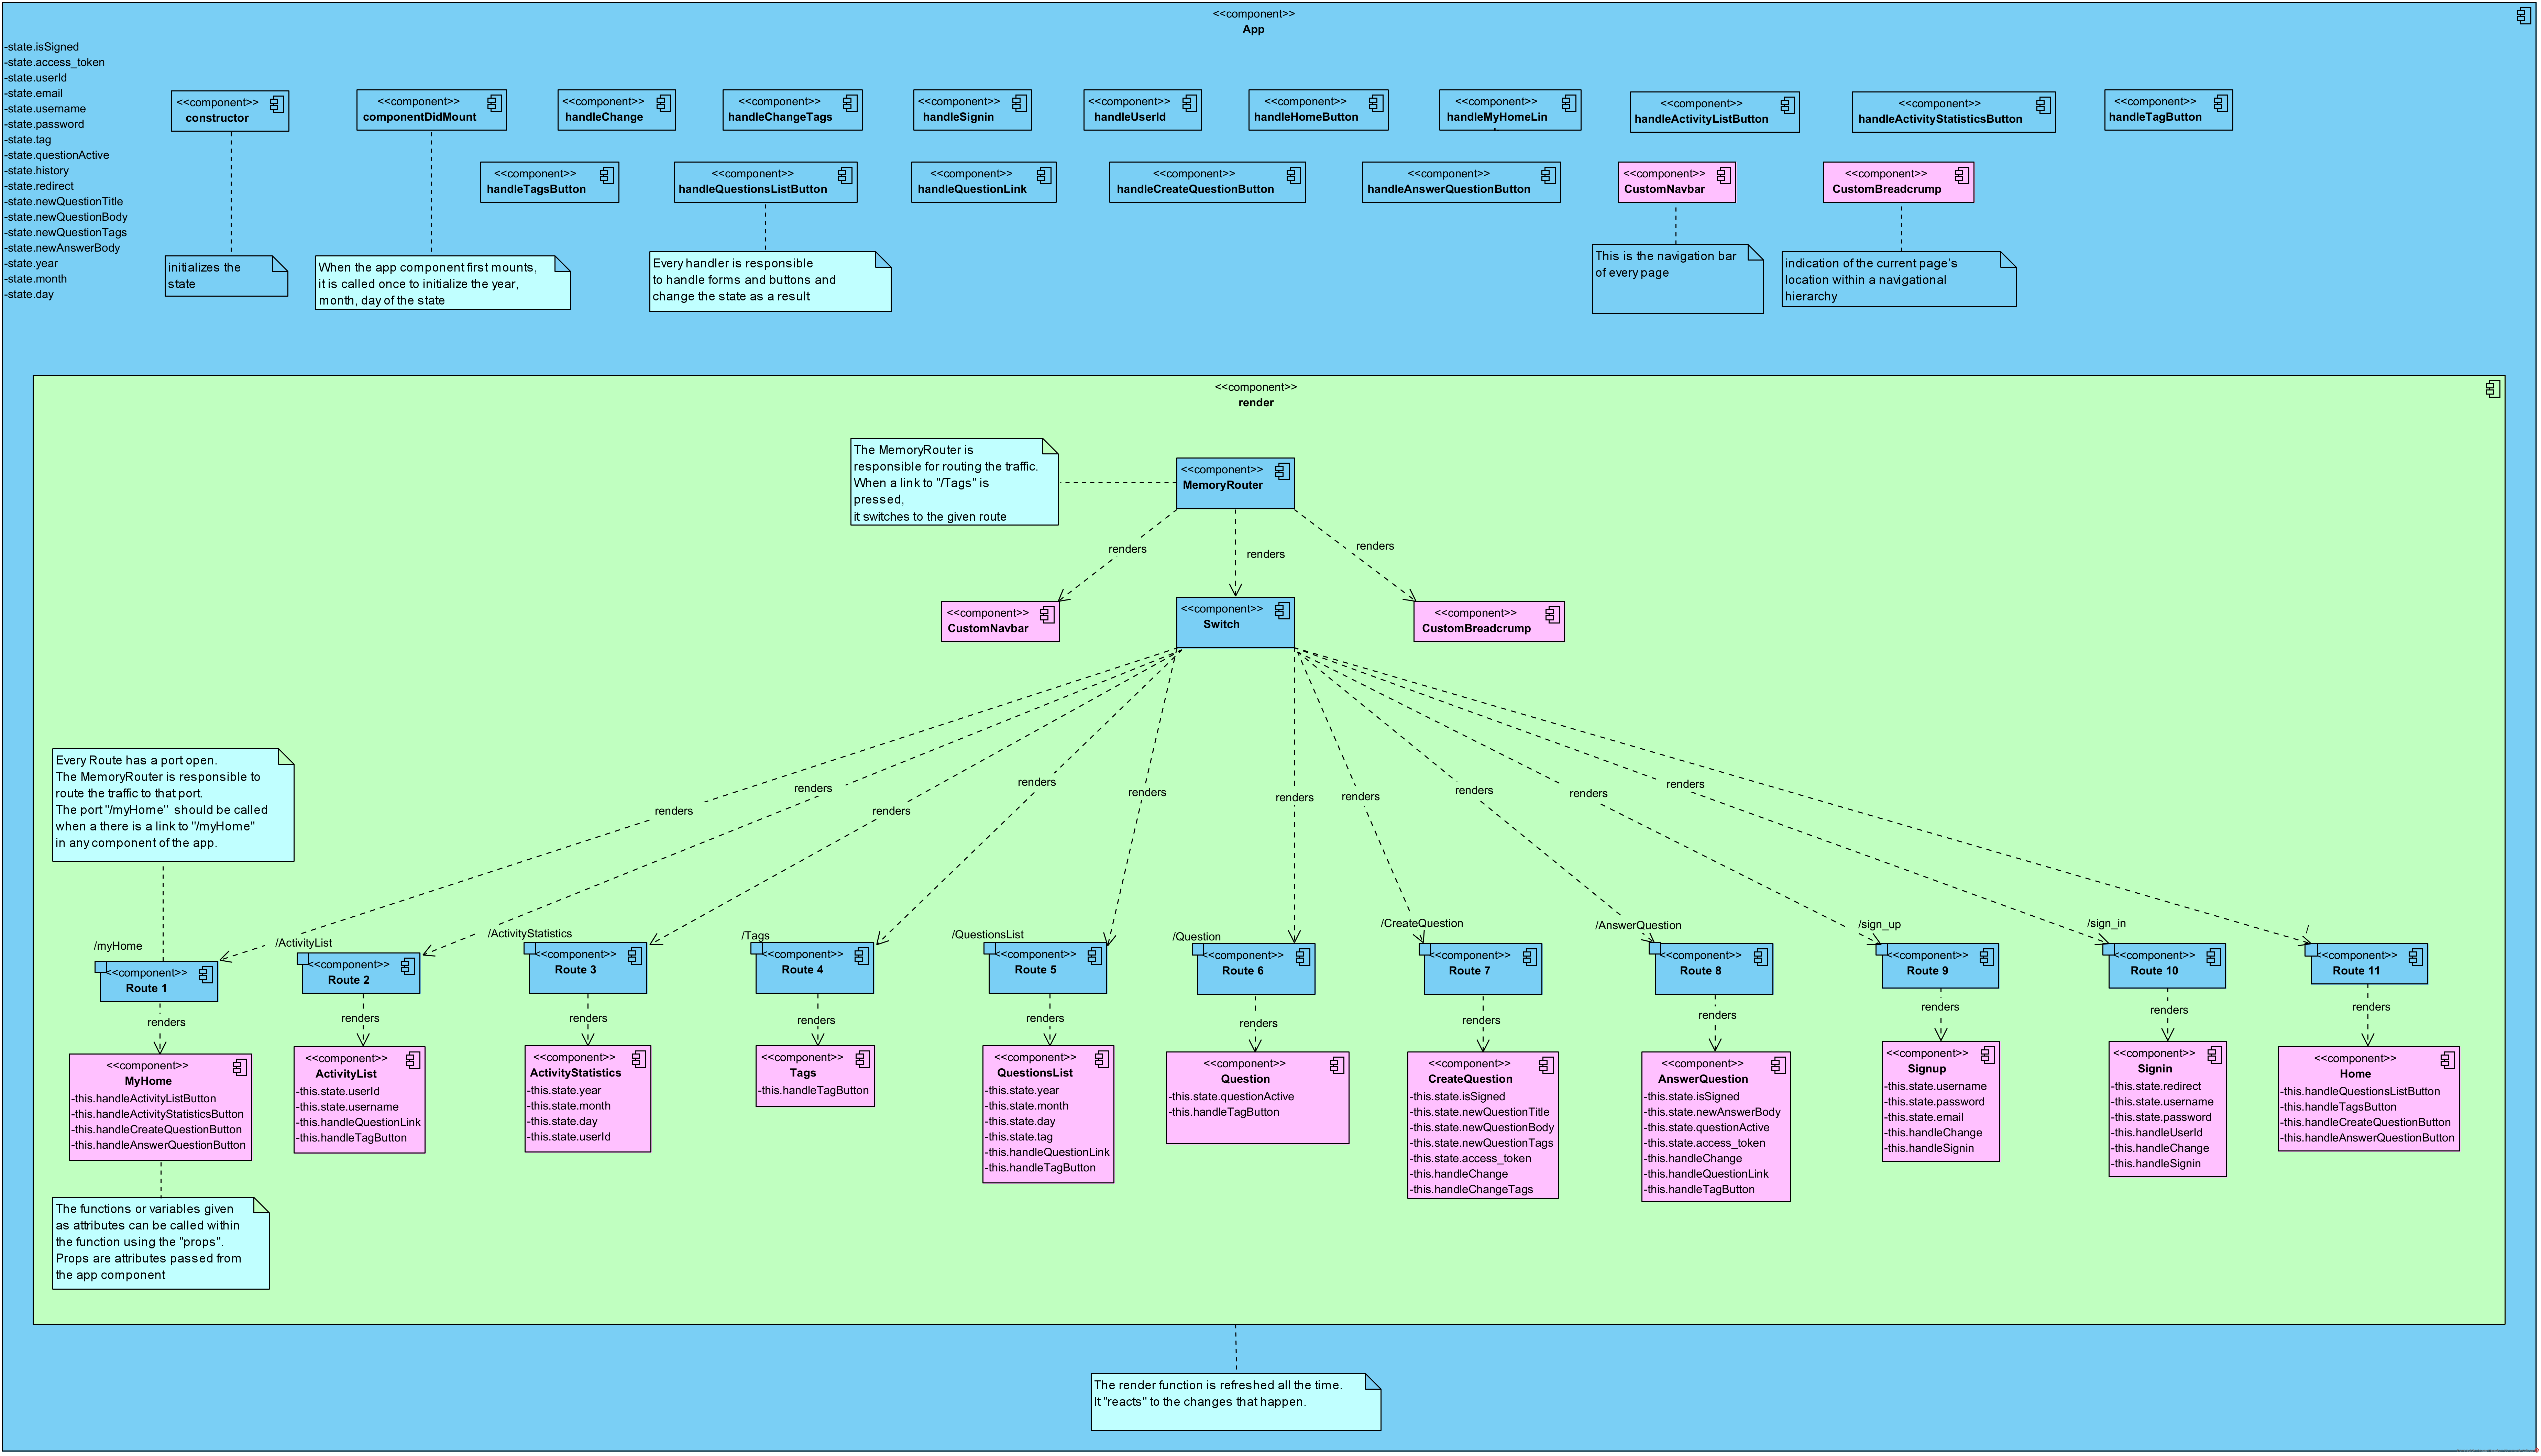 <<component>>
App
-state.isSigned
-state.access_token
-state.userId
-state.email
-state.username
-state.password
-state.tag
-state.questionActive
-state.history
-state.redirect
-state.newQuestionTitle
-state.newQuestionBody
-state.newQuestionTags
-state.newAnswerBody
-state.year
-state.month
-state.day
<<component>>
constructor
<<component>>
componentDidMount
<<component>>
handleChange
<<component>>
handleChangeTags
<<component>>
handleSignin
<<component>>
handleUserId
<<component>>
handleHomeButton
<<component>>
handleMyHomeLin
<<component>>
handleActivityListButton
<<component>>
handleActivityStatisticsButton
<<component>>
handleTagButton
<<component>>
handleTagsButton
<<component>>
handleQuestionsListButton
<<component>>
handleQuestionLink
<<component>>
handleCreateQuestionButton
<<component>>
handleAnswerQuestionButton
<<component>>
CustomNavbar
<<component>>
CustomBreadcrump
initializes the
state
When the app component first mounts,
it is called once to initialize the year,
month, day of the state
Every handler is responsible
to handle forms and buttons and
change the state as a result
This is the navigation bar
of every page
indication of the current page's
location within a navigational
hierarchy
<<component>>
render
The MemoryRouter is
responsible for routing the traffic.
When a link to "/Tags" is
pressed,
it switches to the given route
<<component>>
MemoryRouter
renders
renders
renders
<<component>>
CustomNavbar
<<component>>
Switch
<<component>>
CustomBreadcrump
Every Route has a port open.
The MemoryRouter is responsible to
route the traffic to that port.
The port "/myHome" should be called
when a there is a link to "/myHome"
in any component of the app.
renders
renders
renders
renders
renders
renders
renders
renders
renders
renders
/myHome
<<component>>
Route 1
/ActivityList
<<component>>
Route 2
/ActivityStatistics
<<component>>
Route 3
/Tags
<<component>>
Route 4
/QuestionsList
<<component>>
Route 5
/Question
<<component>>
Route 6
/CreateQuestion
<<component>>
Route 7
/AnswerQuestion
<<component>>
Route 8
/sign_up
<<component>>
Route 9
/sign_in
<<component>>
Route 10
/
<<component>>
Route 11
renders
renders
renders
renders
renders
renders
renders
renders
renders
renders
renders
<<component>>
MyHome
-this.handleActivityListButton
-this.handleActivityStatisticsButton
-this.handleCreateQuestionButton
-this.handleAnswerQuestionButton
<<component>>
ActivityList
-this.state.userId
-this.state.username
-this.handleQuestionLink
-this.handleTagButton
<<component>>
ActivityStatistics
-this.state.year
-this.state.month
-this.state.day
-this.state.userId
<<component>>
Tags
-this.handleTagButton
<<component>>
QuestionsList
-this.state.year
-this.state.month
-this.state.day
-this.state.tag
-this.handleQuestionLink
-this.handleTagButton
<<component>>
Question
-this.state.questionActive
-this.handleTagButton
<<component>>
CreateQuestion
-this.state.isSigned
-this.state.newQuestionTitle
-this.state.newQuestionBody
-this.state.newQuestionTags
-this.state.access_token
-this.handleChange
-this.handleChangeTags
<<component>>
AnswerQuestion
-this.state.isSigned
-this.state.newAnswerBody
-this.state.questionActive
-this.state.access_token
-this.handleChange
-this.handleQuestionLink
-this.handleTagButton
<<component>>
Signup
-this.state.username
-this.state.password
-this.state.email
-this.handleChange
-this.handleSignin
<<component>>
Signin
-this.state.redirect
-this.state.username
-this.state.password
-this.handleUserId
-this.handleChange
-this.handleSignin
<<component>>
Home
-this.handleQuestionsListButton
-this.handleTagsButton
-this.handleCreateQuestionButton
-this.handleAnswerQuestionButton
The functions or variables given
as attributes can be called within
the function using the "props".
Props are attributes passed from
the app component
The render function is refreshed all the time.
It "reacts" to the changes that happen.